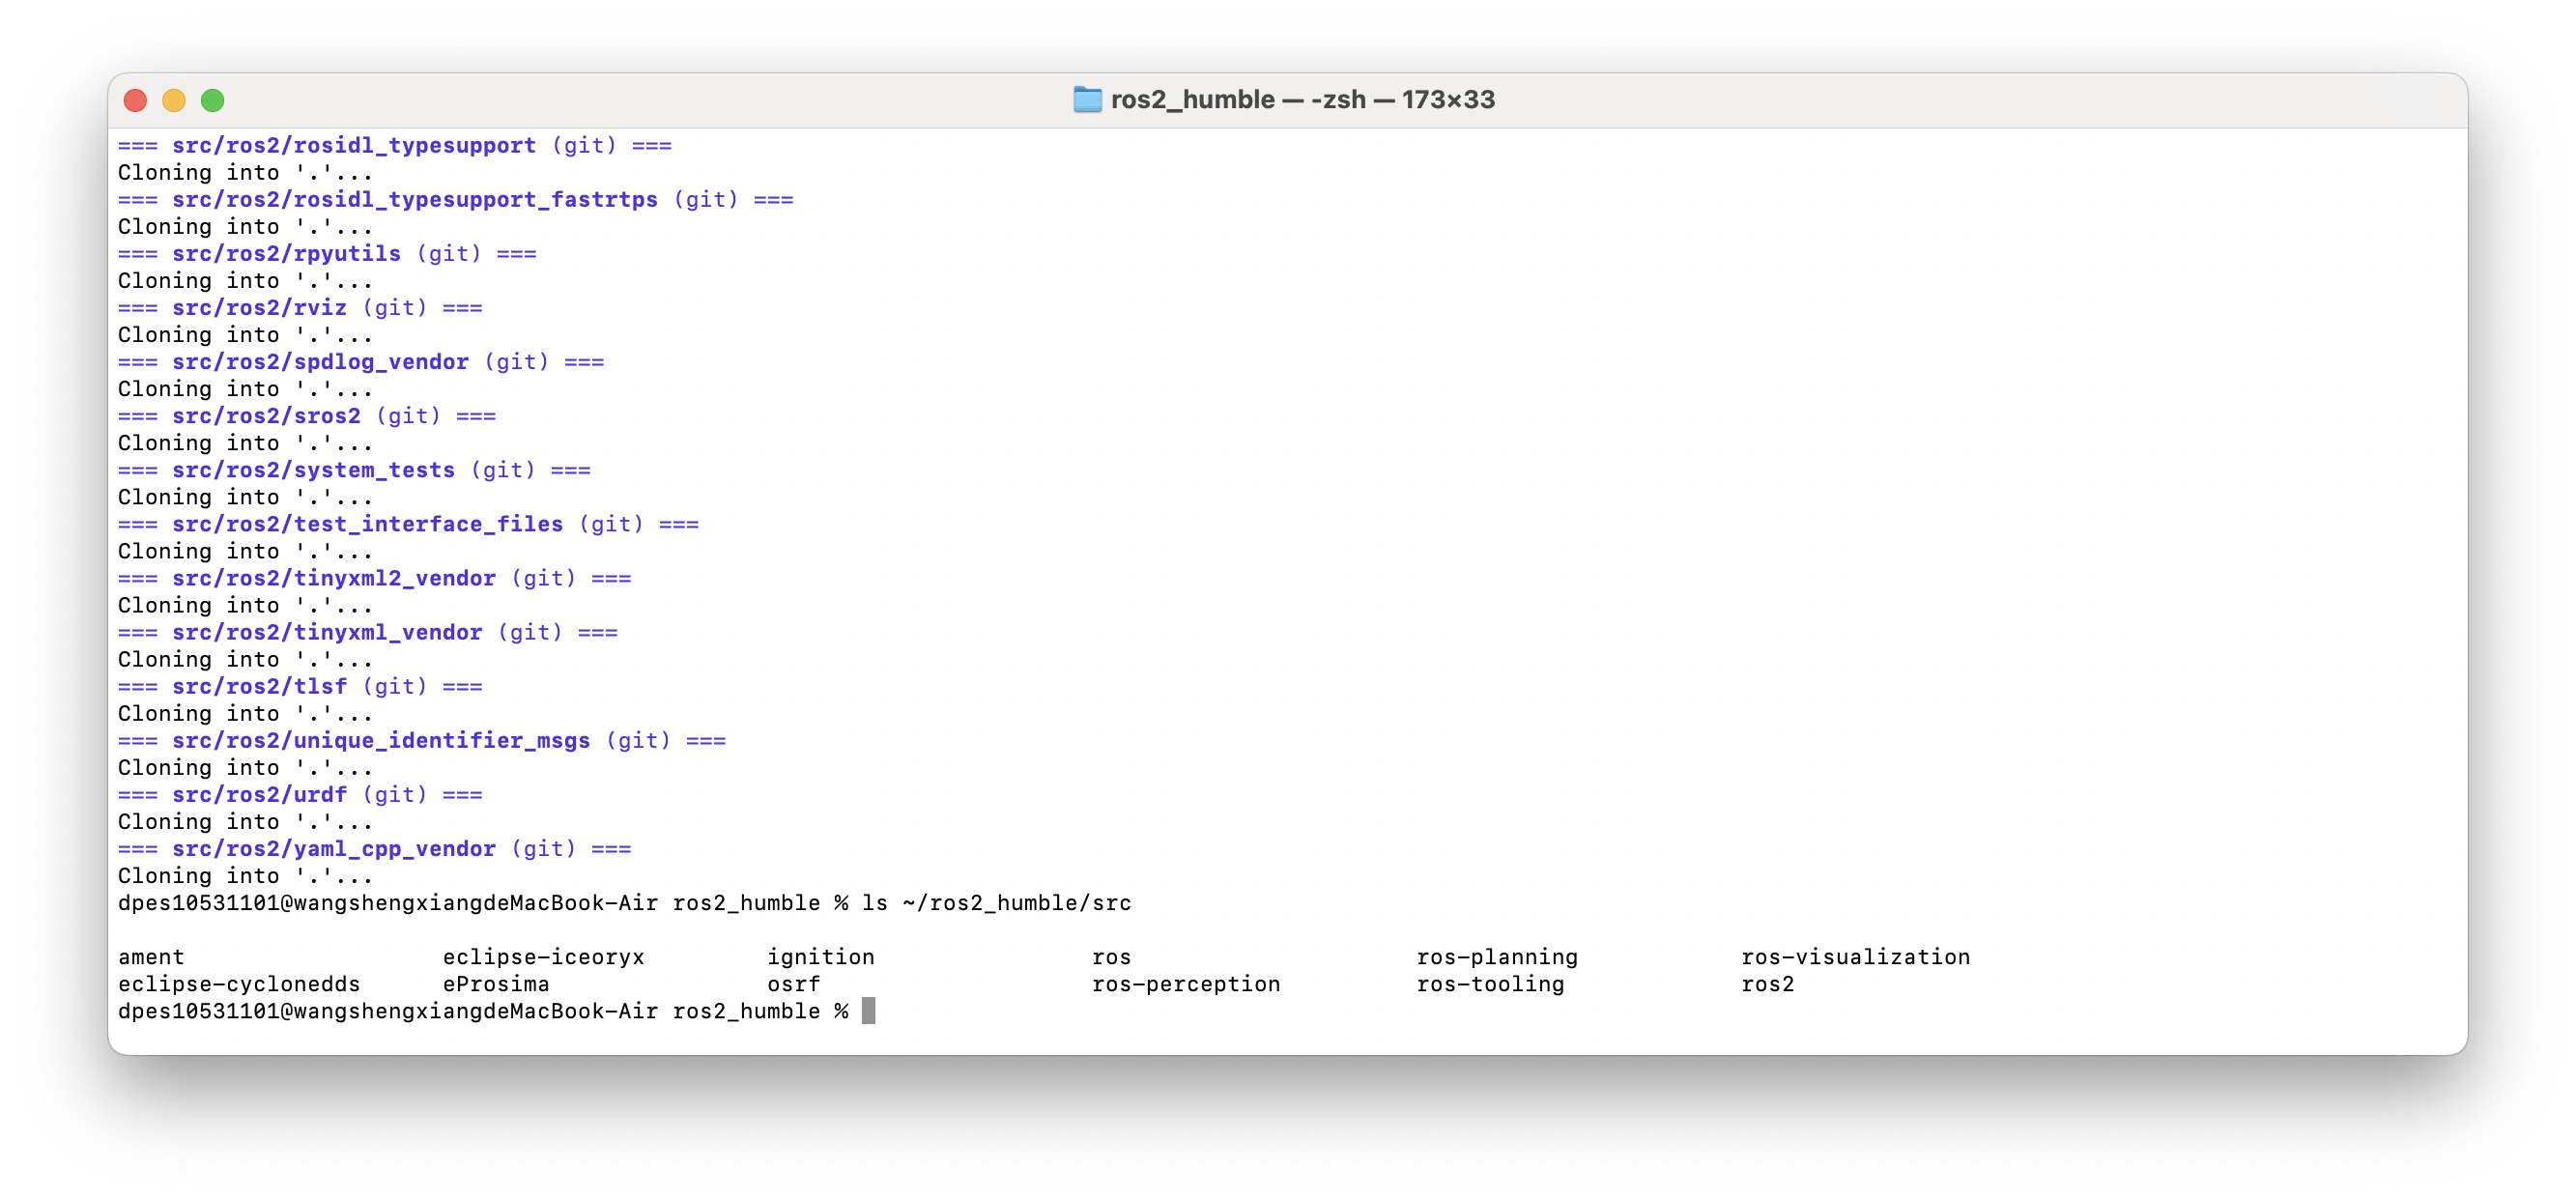 ros2_humble — -zsh — 173×33
=== src/ros2/rosidl_typesupport (git) ===
Cloning into '.'...
=== src/ros2/rosidl_typesupport_fastrtps (git) ===
Cloning into '.'...
=== src/ros2/rpyutils (git) ===
Cloning into '.'...
=== src/ros2/rviz (git) ===
Cloning into '.'...
=== src/ros2/spdlog_vendor (git) ===
Cloning into '.'...
=== src/ros2/sros2 (git) ===
Cloning into '.'...
=== src/ros2/system_tests (git) ===
Cloning into '.'...
=== src/ros2/test_interface_files (git) ===
Cloning into '.'...
=== src/ros2/tinyxml2_vendor (git) ===
Cloning into '.'...
=== src/ros2/tinyxml_vendor (git) ===
Cloning into '.'...
=== src/ros2/tlsf (git) ===
Cloning into '.'...
=== src/ros2/unique_identifier_msgs (git) ===
Cloning into '.'...
=== src/ros2/urdf (git) ===
Cloning into '.'...
=== src/ros2/yaml_cpp_vendor (git) ===
Cloning into '.'...
dpes10531101@wangshengxiangdeMacBook-Air ros2_humble % ls ~/ros2_humble/src
ament eclipse-iceoryx ignition ros ros-planning ros-visualization
eclipse-cyclonedds eProsima osrf ros-perception ros-tooling ros2
dpes10531101@wangshengxiangdeMacBook-Air ros2_humble %